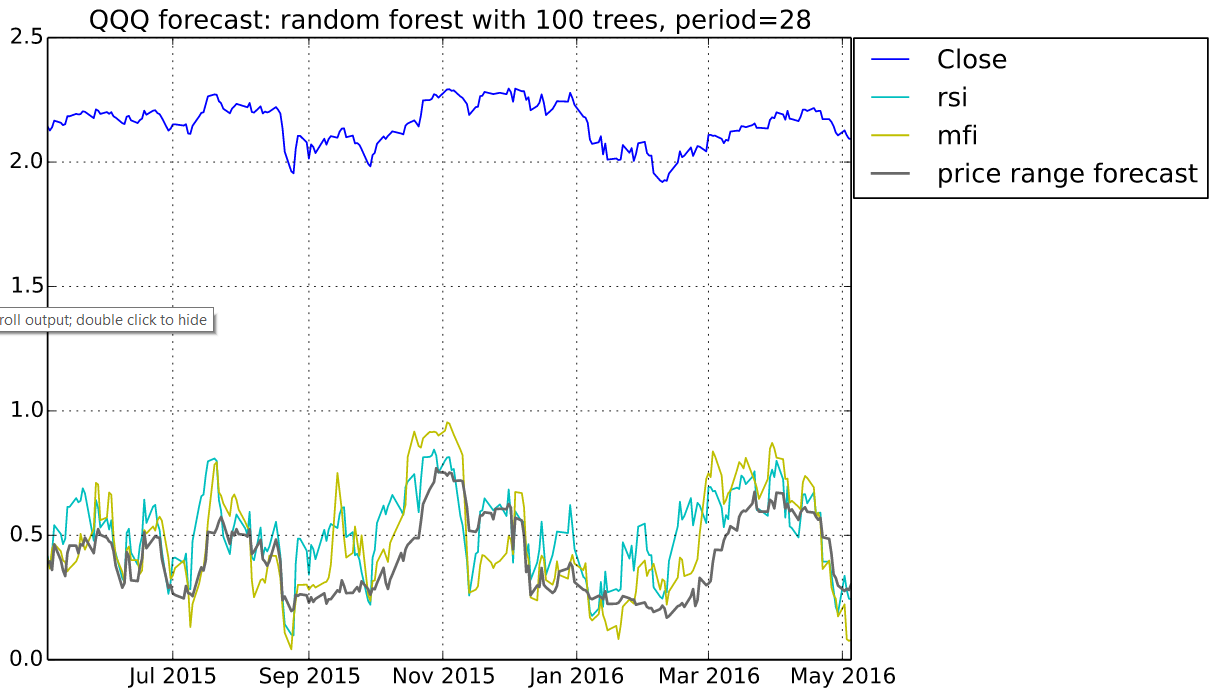 QQQ forecast: random forest with 100 trees, period=28
2.5
2.0
1.5
1.0
0.5
0.0
roll output; double click to hide
Close
rsi
mfi
price range forecast
Jul 2015 Sep 2015 Nov 2015 Jan 2016 Mar 2016 May 2016